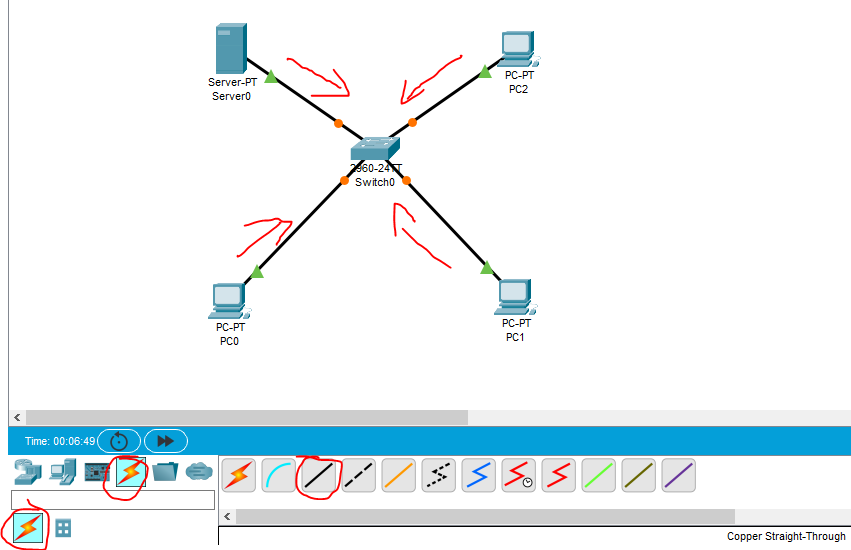 Server-PT
Server0
PC-PT
PC2
2960-24TT
Switch0
PC-PT
PC0
PC-PT
PC1
Time: 00:06:49
Copper Straight-Through